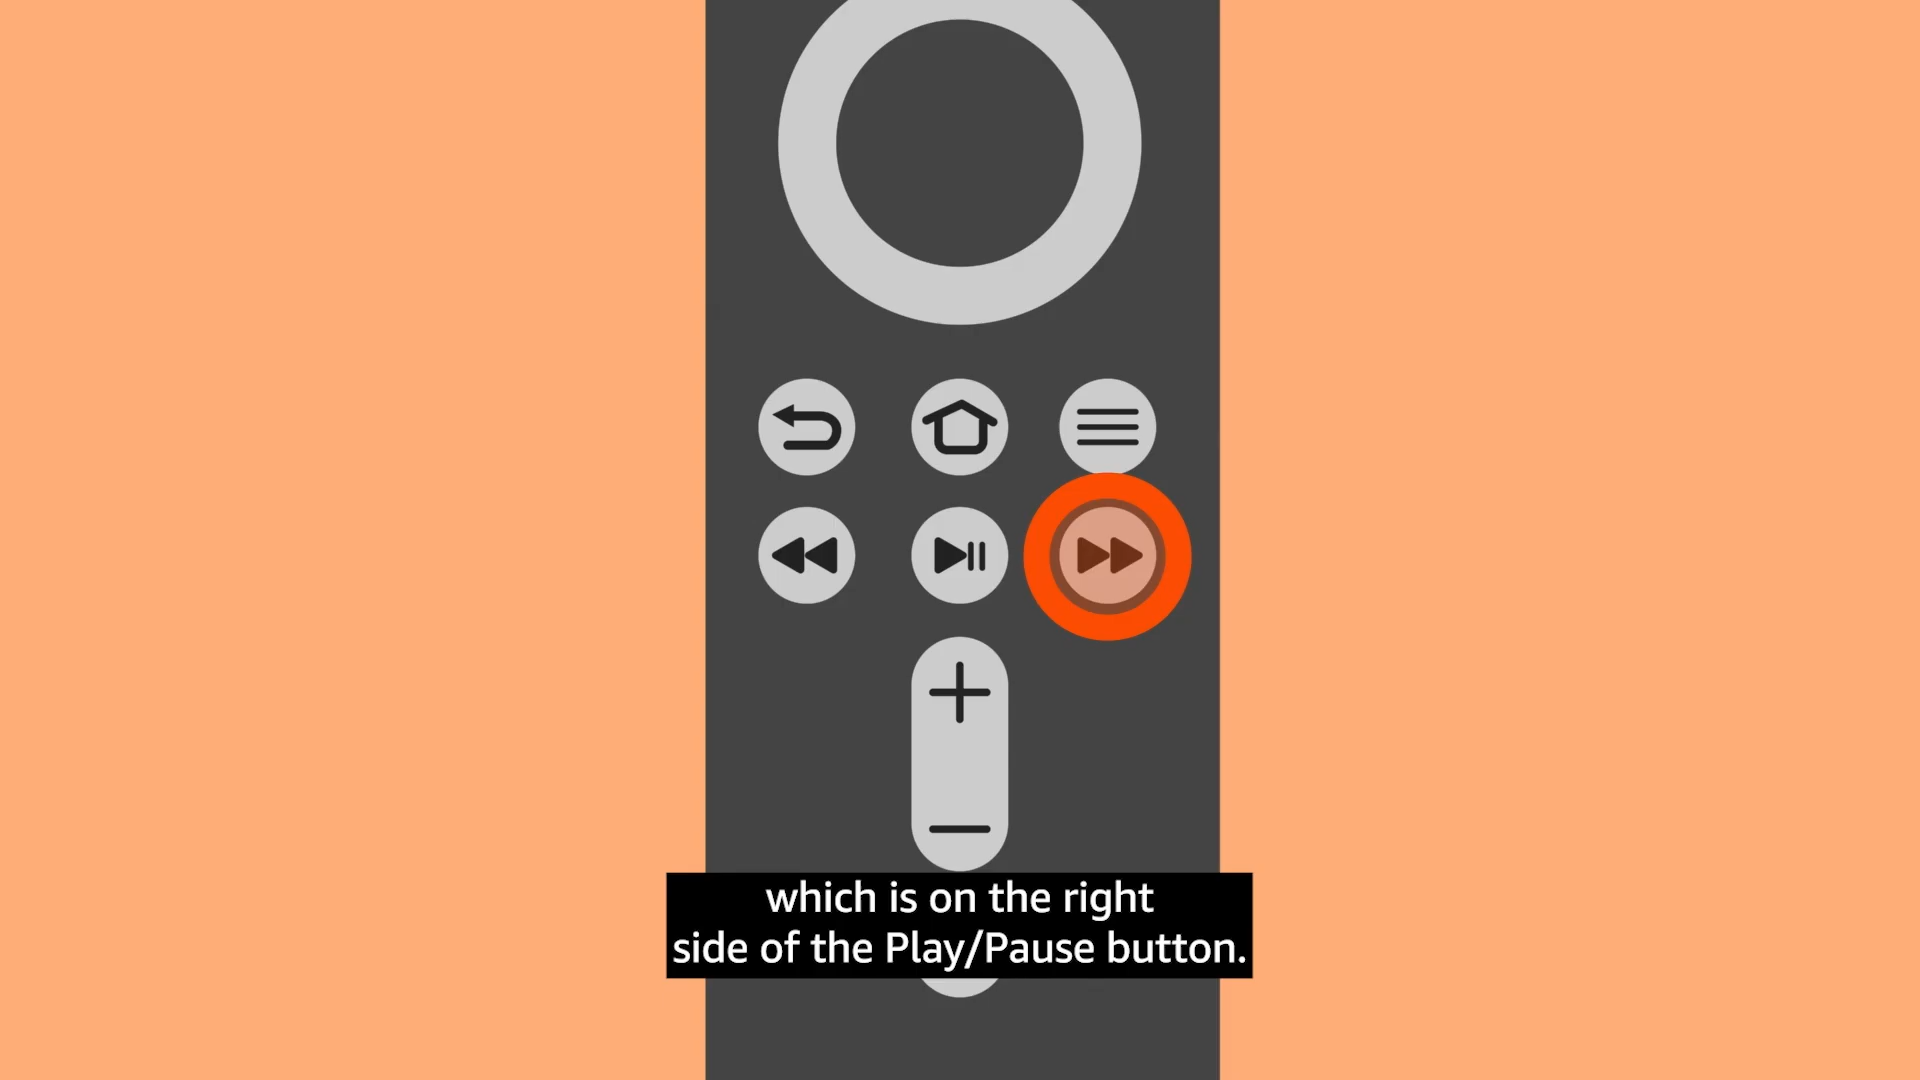 which is on the right
side of the Play/Pause button.